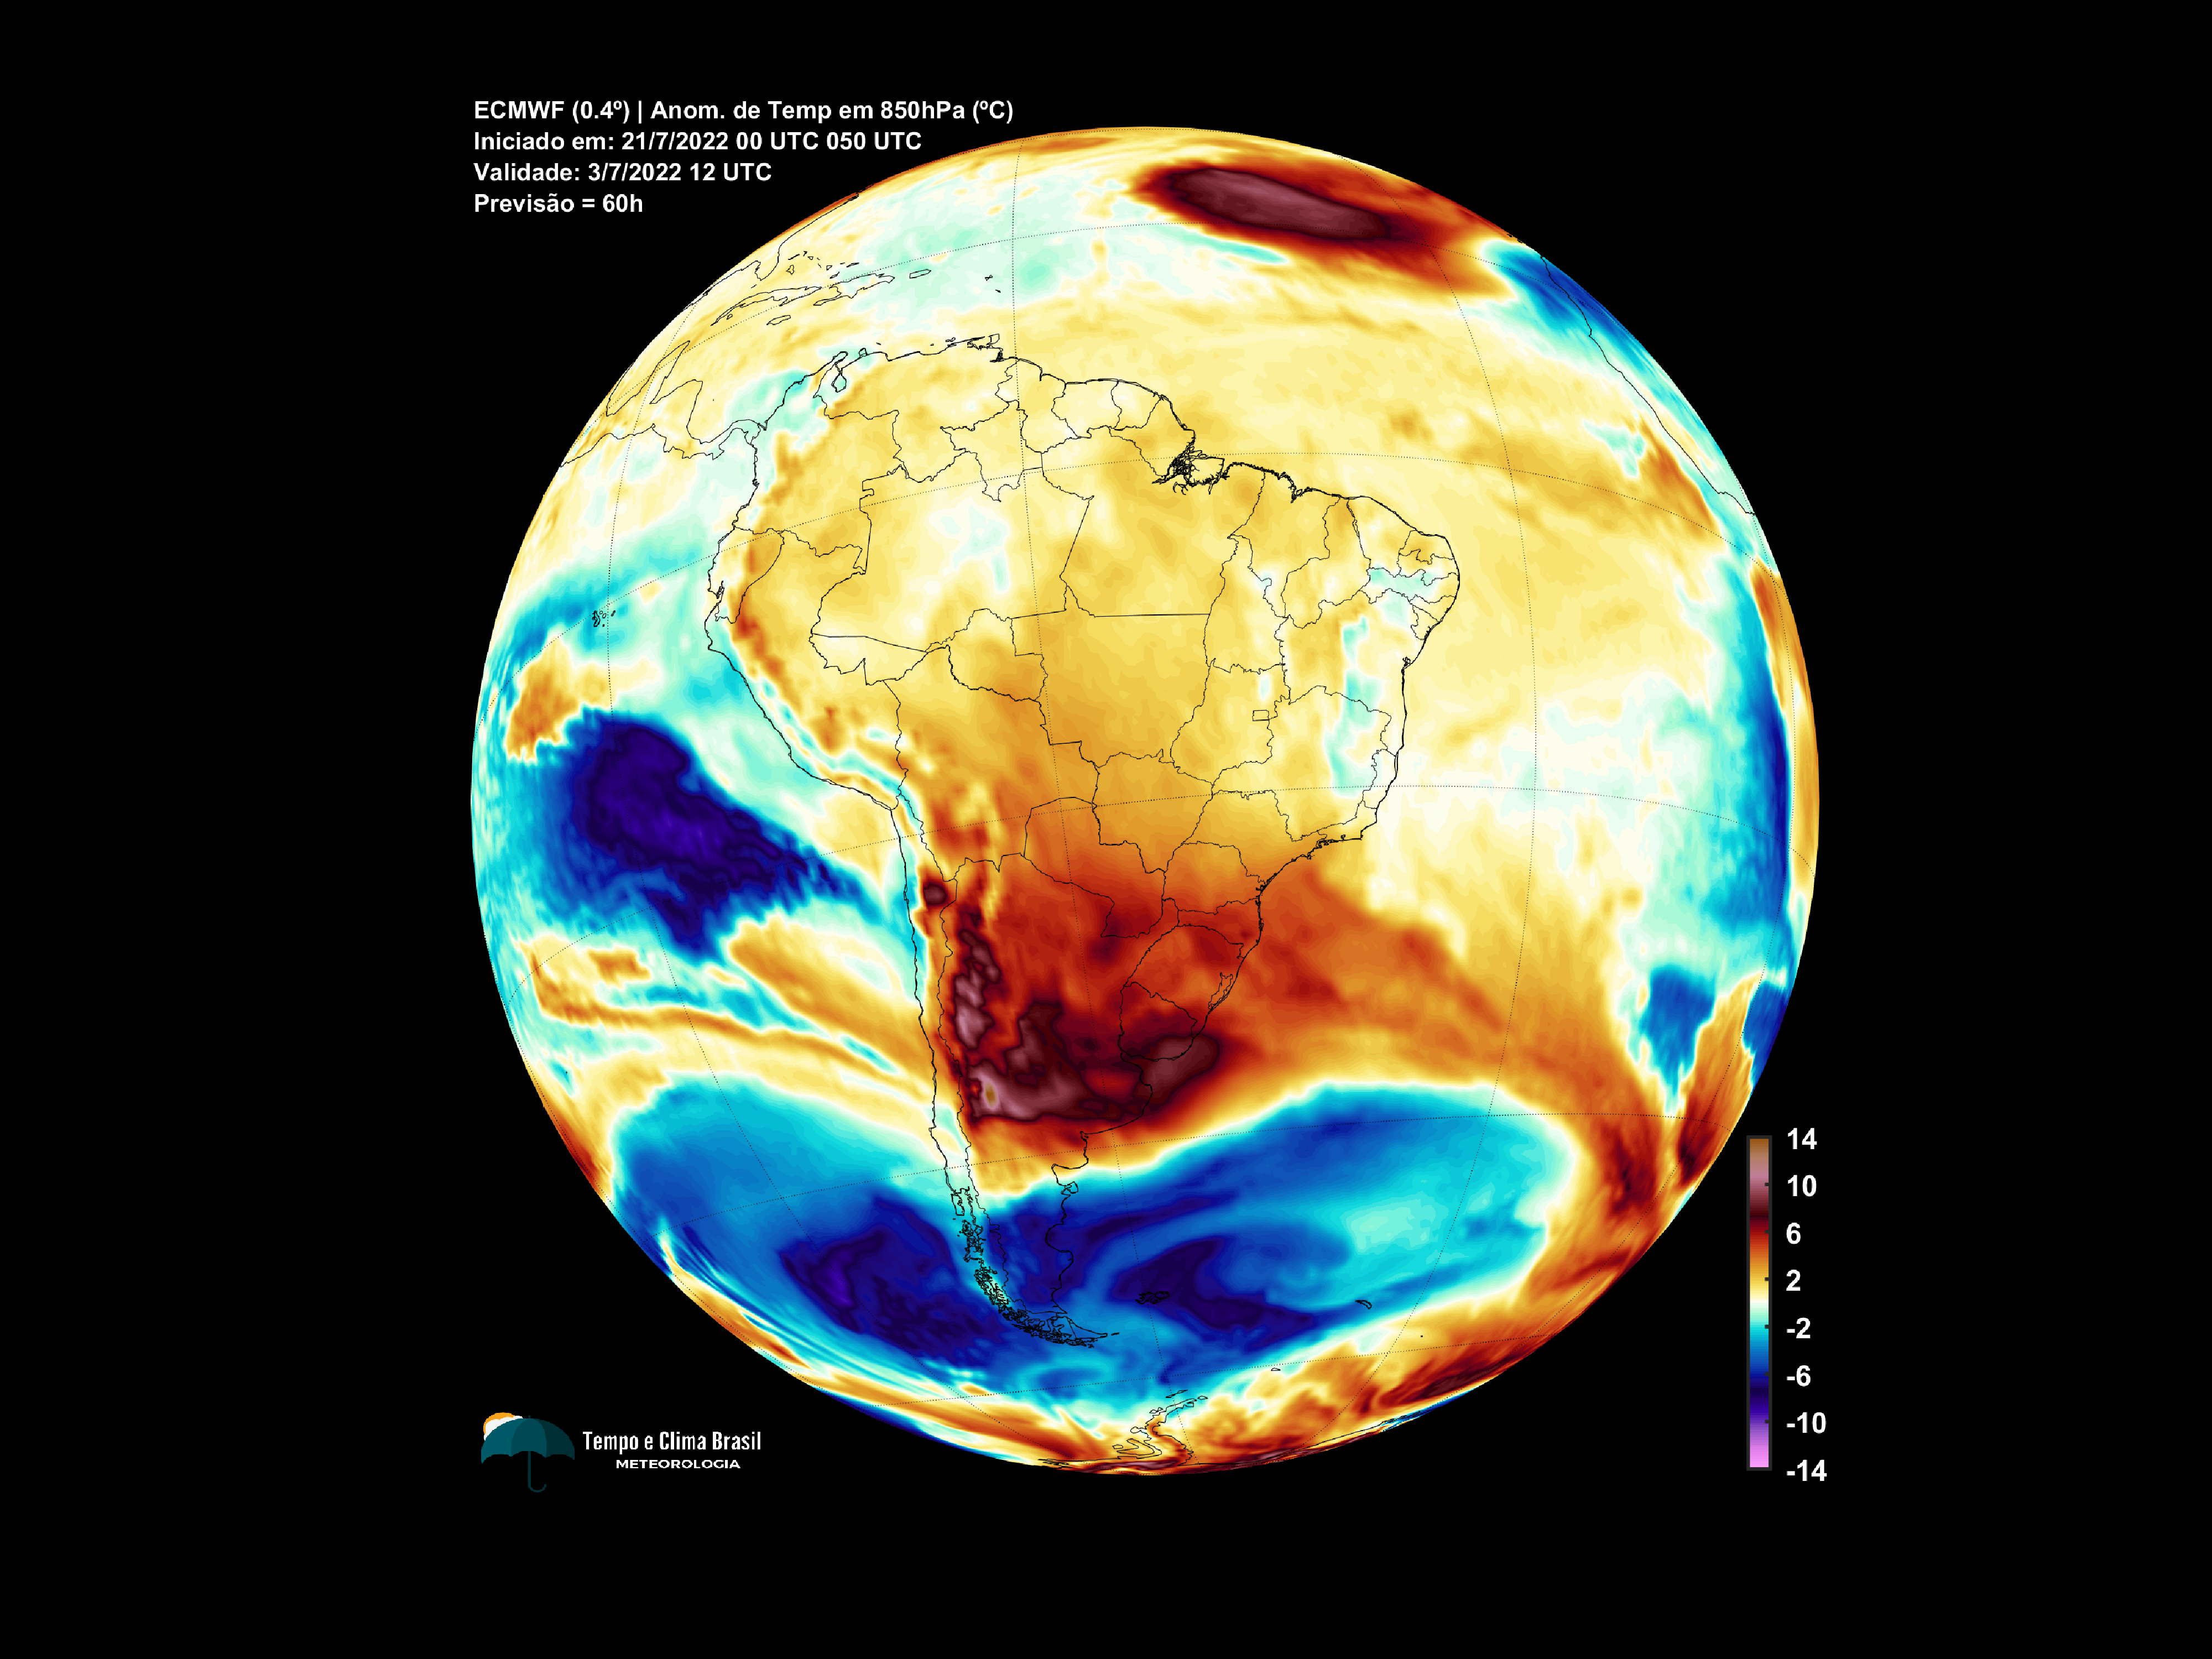 ECMWF (0.4º) | Anom. de Temp em 850hPa (ºC)
Iniciado em: 21/7/2022 00 UTC 050 UTC
Validade: 3/7/2022 12 UTC
Previsão = 60h
14
10
6
2
-2
-6
-10
-14
Tempo e Clima Brasil
METEOROLOGIA